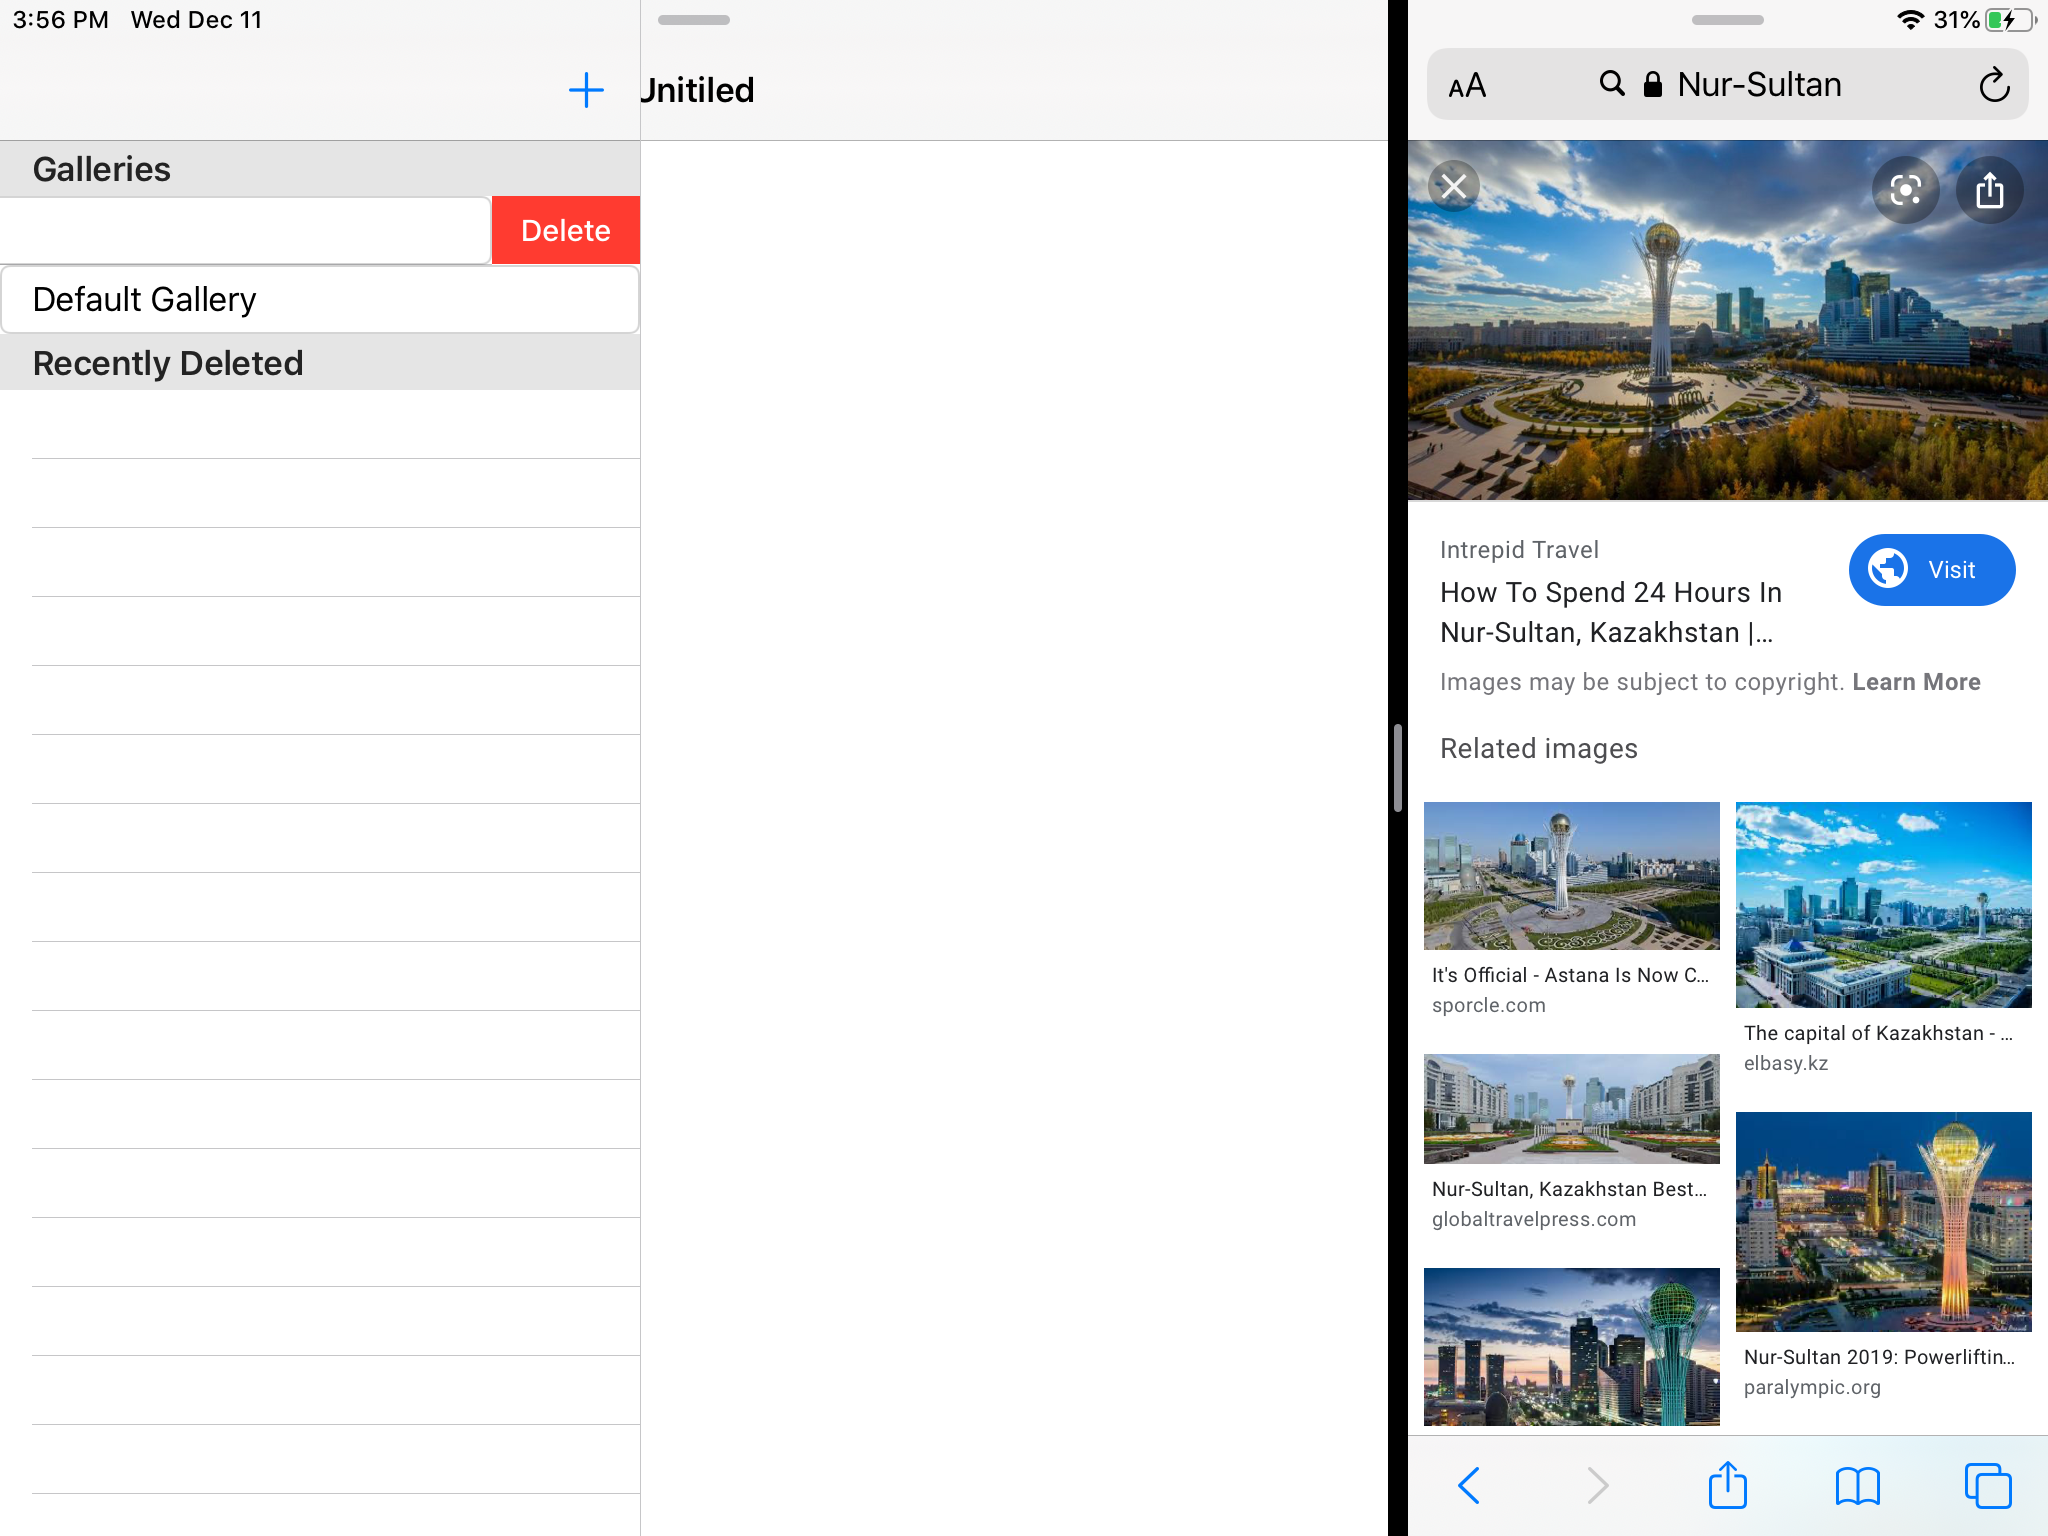 3:56 PM Wed Dec 11
Galleries
Delete
Default Gallery
Recently Deleted
Unitiled
31%
AA
Nur-Sultan
Intrepid Travel
How To Spend 24 Hours In
Nur-Sultan, Kazakhstan |...
Visit
Images may be subject to copyright. Learn More
Related images
It's Official - Astana Is Now C...
sporcle.com
The capital of Kazakhstan - ...
elbasy.kz
Nur-Sultan, Kazakhstan Best...
globaltravelpress.com
Nur-Sultan 2019: Powerliftin...
paralympic.org